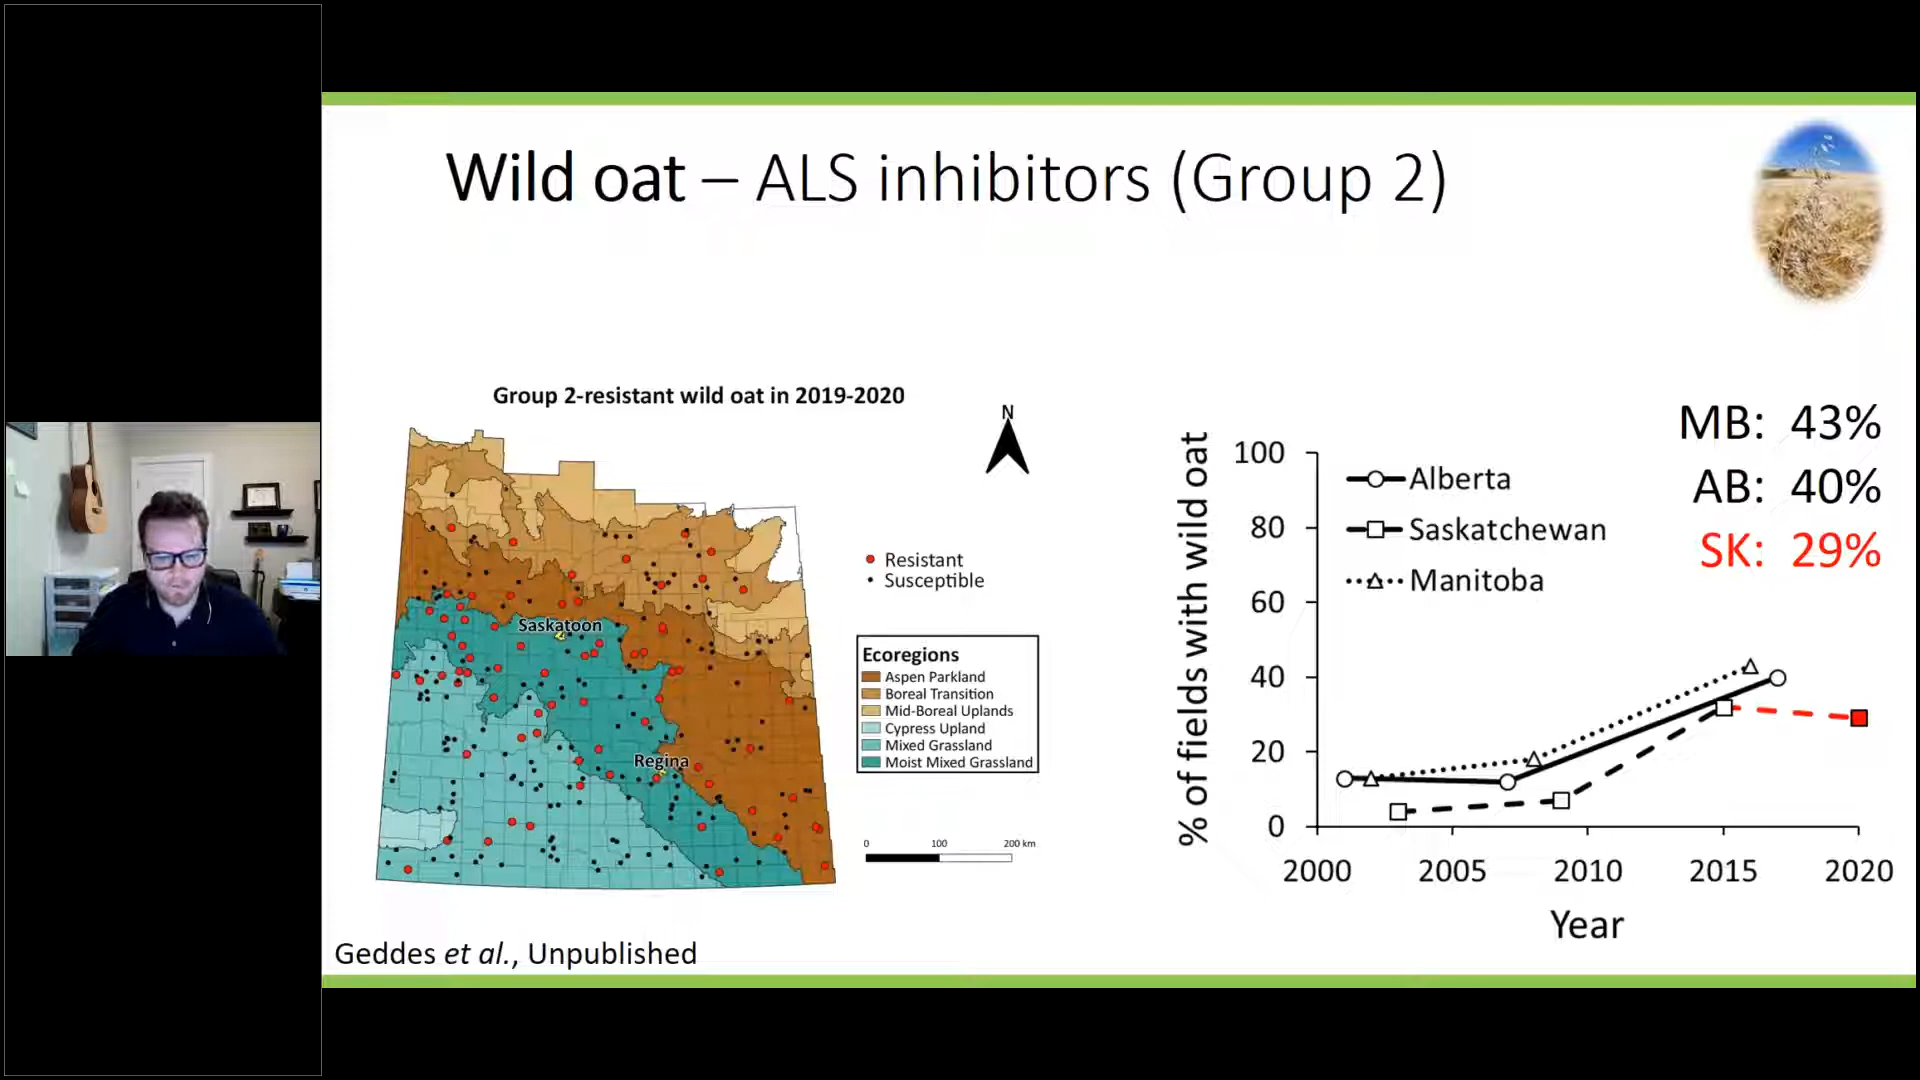 Wild oat – ALS inhibitors (Group 2)
Group 2-resistant wild oat in 2019-2020
N
Resistant
Susceptible
Saskatoon
Regina
Ecoregions
Aspen Parkland
Boreal Transition
Mid-Boreal Uplands
Cypress Upland
Mixed Grassland
Moist Mixed Grassland
0 100 200 km
MB: 43%
AB: 40%
SK: 29%
Alberta
Saskatchewan
Manitoba
% of fields with wild oat
100
80
60
40
20
0
2000 2005 2010 2015 2020
Year
Geddes et al., Unpublished